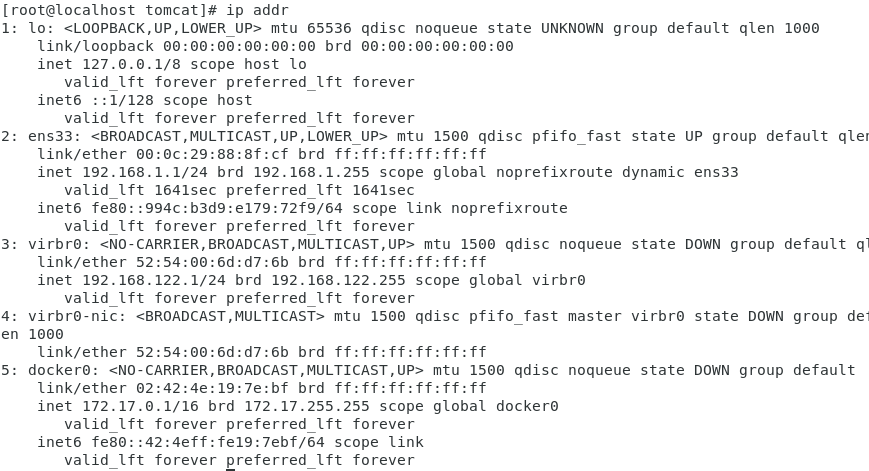 [root@localhost tomcat]# ip addr
1: lo: <LOOPBACK,UP,LOWER_UP> mtu 65536 qdisc noqueue state UNKNOWN group default qlen 1000
    link/loopback 00:00:00:00:00:00 brd 00:00:00:00:00:00
    inet 127.0.0.1/8 scope host lo
       valid_lft forever preferred_lft forever
    inet6 ::1/128 scope host
       valid_lft forever preferred_lft forever
2: ens33: <BROADCAST,MULTICAST,UP,LOWER_UP> mtu 1500 qdisc pfifo_fast state UP group default qlen
    link/ether 00:0c:29:88:8f:cf brd ff:ff:ff:ff:ff:ff
    inet 192.168.1.1/24 brd 192.168.1.255 scope global noprefixroute dynamic ens33
       valid_lft 1641sec preferred_lft 1641sec
    inet6 fe80::994c:b3d9:e179:72f9/64 scope link noprefixroute
       valid_lft forever preferred_lft forever
3: virbr0: <NO-CARRIER,BROADCAST,MULTICAST,UP> mtu 1500 qdisc noqueue state DOWN group default ql
    link/ether 52:54:00:6d:d7:6b brd ff:ff:ff:ff:ff:ff
    inet 192.168.122.1/24 brd 192.168.122.255 scope global virbr0
       valid_lft forever preferred_lft forever
4: virbr0-nic: <BROADCAST,MULTICAST> mtu 1500 qdisc pfifo_fast master virbr0 state DOWN group def
en 1000
    link/ether 52:54:00:6d:d7:6b brd ff:ff:ff:ff:ff:ff
5: docker0: <NO-CARRIER,BROADCAST,MULTICAST,UP> mtu 1500 qdisc noqueue state DOWN group default
    link/ether 02:42:4e:19:7e:bf brd ff:ff:ff:ff:ff:ff
    inet 172.17.0.1/16 brd 172.17.255.255 scope global docker0
       valid_lft forever preferred_lft forever
    inet6 fe80::42:4eff:fe19:7ebf/64 scope link
       valid_lft forever preferred_lft forever